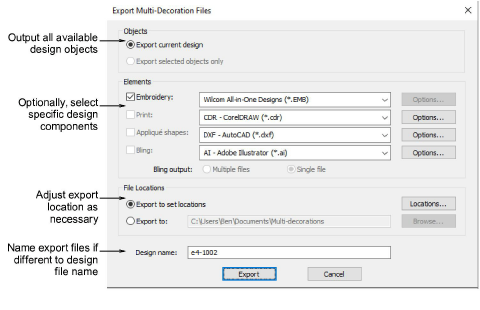 Export Multi-Decoration Files
Objects
Output all available
design objects
Export current design
Export selected objects only
Elements
Optionally, select
specific design
components
Embroidery:
Wilcom All-in-One Designs (*.EMB)
Options...
Print:
CDR - CorelDRAW (*.cdr)
Options...
Appliqué shapes:
DXF - AutoCAD (*.dxf)
Options...
Bling:
AI - Adobe Illustrator (*.ai)
Options...
Bling output:
Multiple files
Single file
File Locations
Adjust export
location as
necessary
Export to set locations
Locations...
Export to:
C:\Users\Ben\Documents\Multi-decorations
Browse...
Name export files if
different to design
file name
Design name:
e4-1002
Export
Cancel